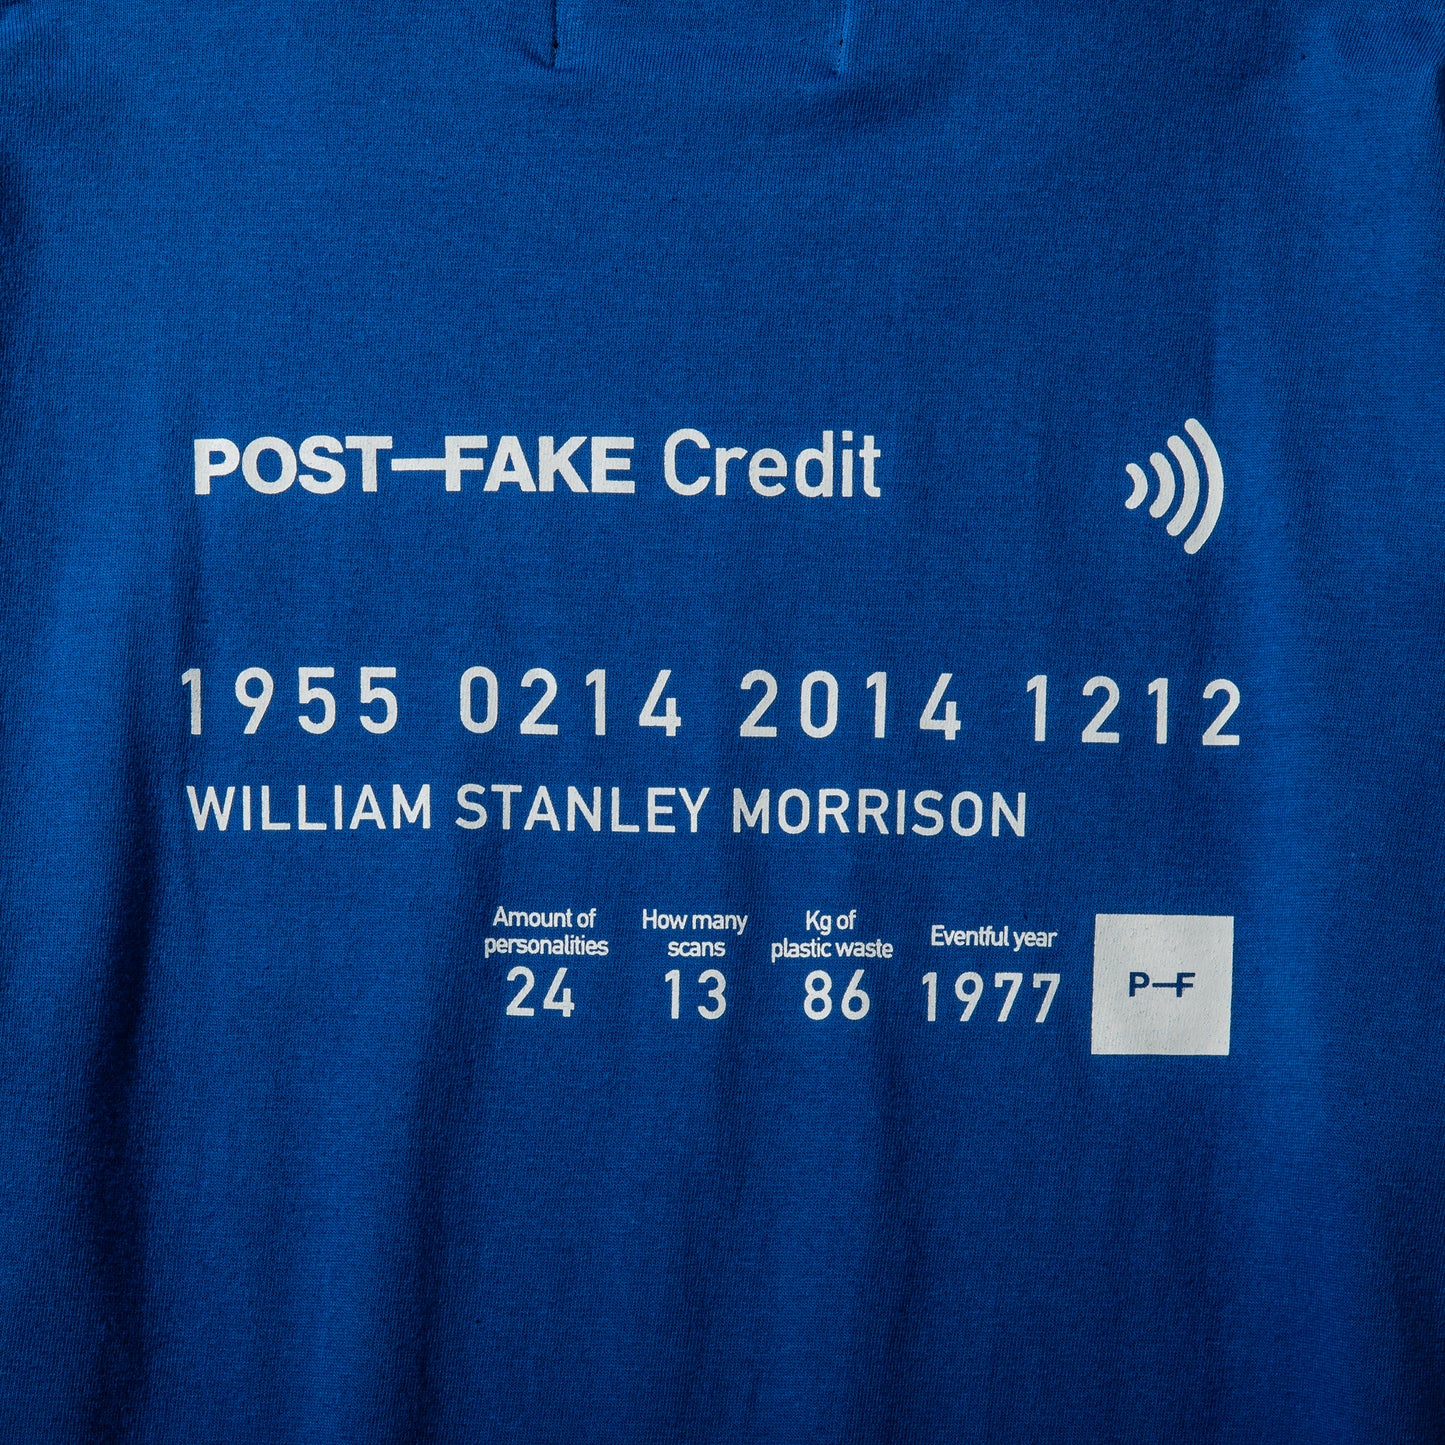 POST—FAKE Credit
1955 0214 2014 1212
WILLIAM STANLEY MORRISON
Amount of
personalities
24
How many
scans
13
Kg of
plastic waste
86
Eventful year
1977
P—F